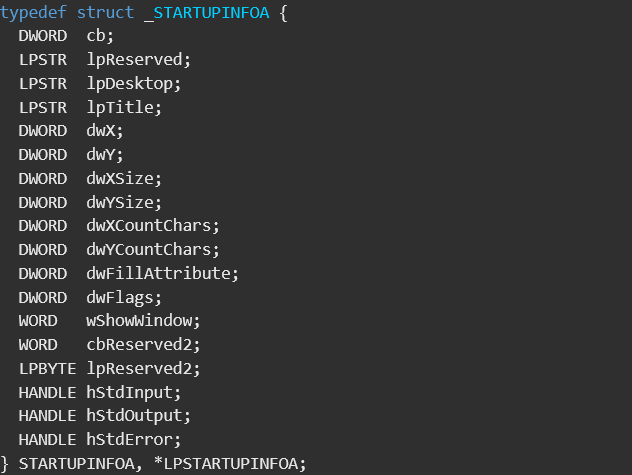 typedef struct _STARTUPINFOA {
  DWORD  cb;
  LPSTR  lpReserved;
  LPSTR  lpDesktop;
  LPSTR  lpTitle;
  DWORD  dwX;
  DWORD  dwY;
  DWORD  dwXSize;
  DWORD  dwYSize;
  DWORD  dwXCountChars;
  DWORD  dwYCountChars;
  DWORD  dwFillAttribute;
  DWORD  dwFlags;
  WORD   wShowWindow;
  WORD   cbReserved2;
  LPBYTE lpReserved2;
  HANDLE hStdInput;
  HANDLE hStdOutput;
  HANDLE hStdError;
} STARTUPINFOA, *LPSTARTUPINFOA;